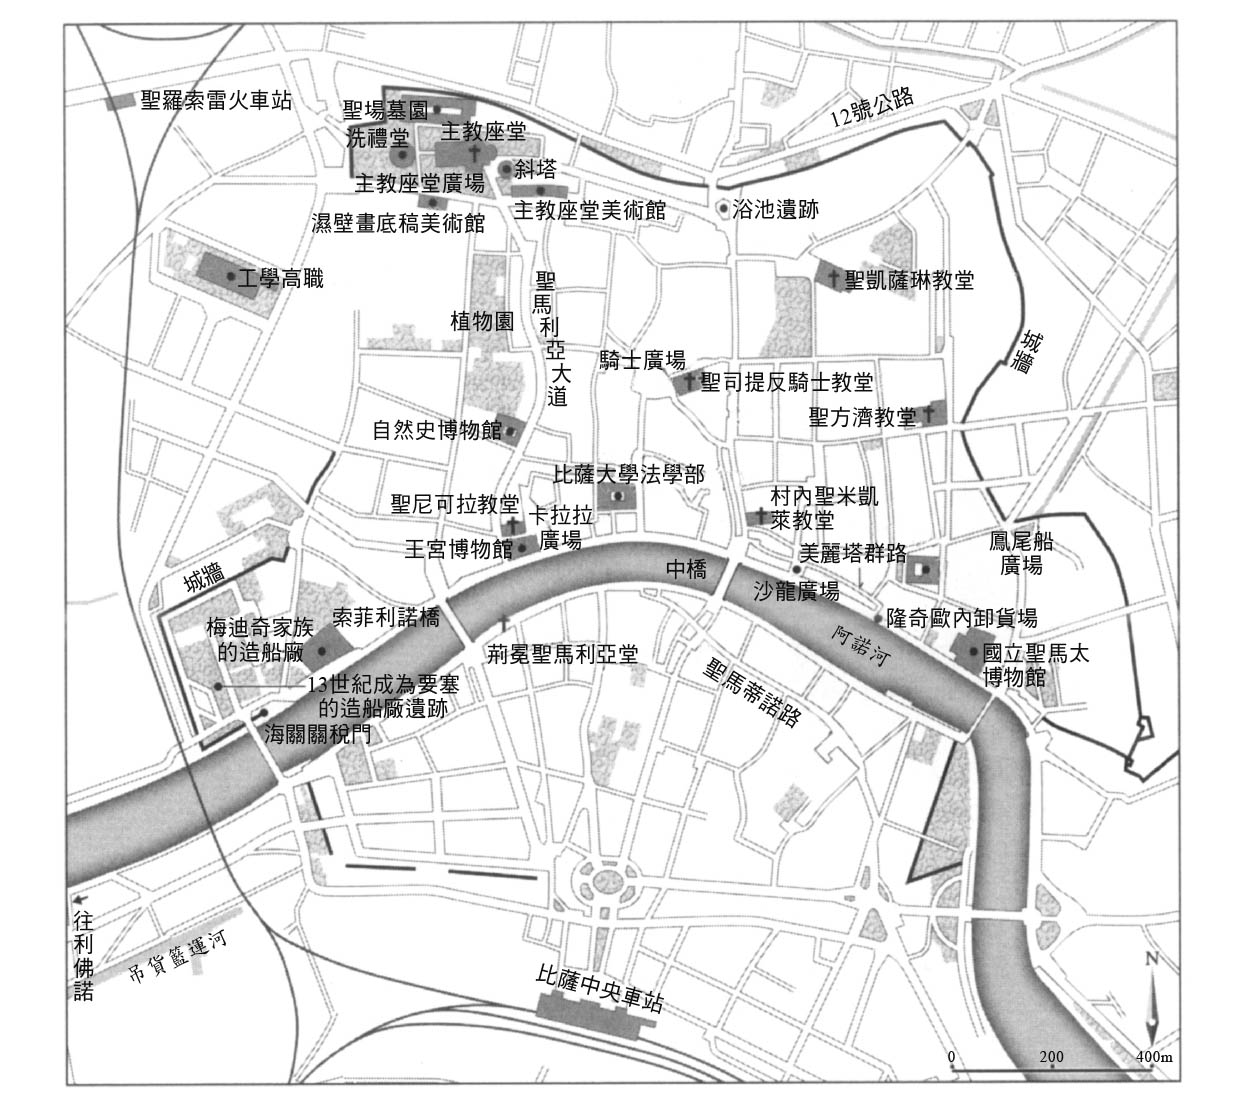 聖羅索雷火車站
聖場墓園
洗禮堂
主教座堂
12號公路
斜塔
主教座堂廣場
主教座堂美術館
浴池遺跡
濕壁畫底稿美術館
工學高職
聖凱薩琳教堂
聖馬利亞大道
植物園
城牆
騎士廣場
聖司提反騎士教堂
聖方濟教堂
自然史博物館
比薩大學法學部
聖尼可拉教堂
卡拉拉
廣場
村內聖米凱
萊教堂
王宮博物館
美麗塔群路
鳳尾船
廣場
中橋
沙龍廣場
城牆
索菲利諾橋
隆奇歐內卸貨場
梅迪奇家族
的造船廠
阿諾河
荊冕聖馬利亞堂
國立聖馬太
博物館
聖馬蒂諾路
13世紀成為要塞
的造船廠遺跡
海關關稅門
往利佛諾
吊貨籃運河
比薩中央車站
N
0 200 400m